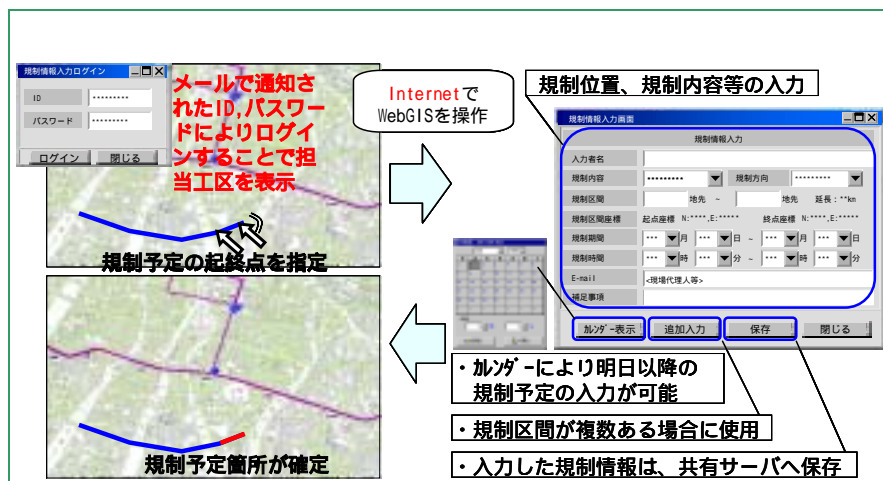 規制情報入力ログイン
ID
*********
パスワード
*********
ログイン
閉じる
メールで通知さ
れたID,パスワー
ドによりログイ
ンすることで担
当工区を表示
規制予定の起終点を指定
Internetで
WebGISを操作
規制位置、規制内容等の入力
規制情報入力画面
規制情報入力
入力者名
規制内容 ********* 規制方向 *********
規制区間 地先 ~ 地先 延長:**km
規制区間座標 起点座標 N:****,E:***** 終点座標 N:****,E:*****
規制期間 *** 月 *** 日 ~ *** 月 *** 日
規制時間 *** 時 *** 分 ~ *** 時 *** 分
E-mail <現場代理人等>
補足事項
カレンダー表示 追加入力 保存 閉じる
・カレンダーにより明日以降の
規制予定の入力が可能
・規制区間が複数ある場合に使用
・入力した規制情報は、共有サーバへ保存
規制予定箇所が確定